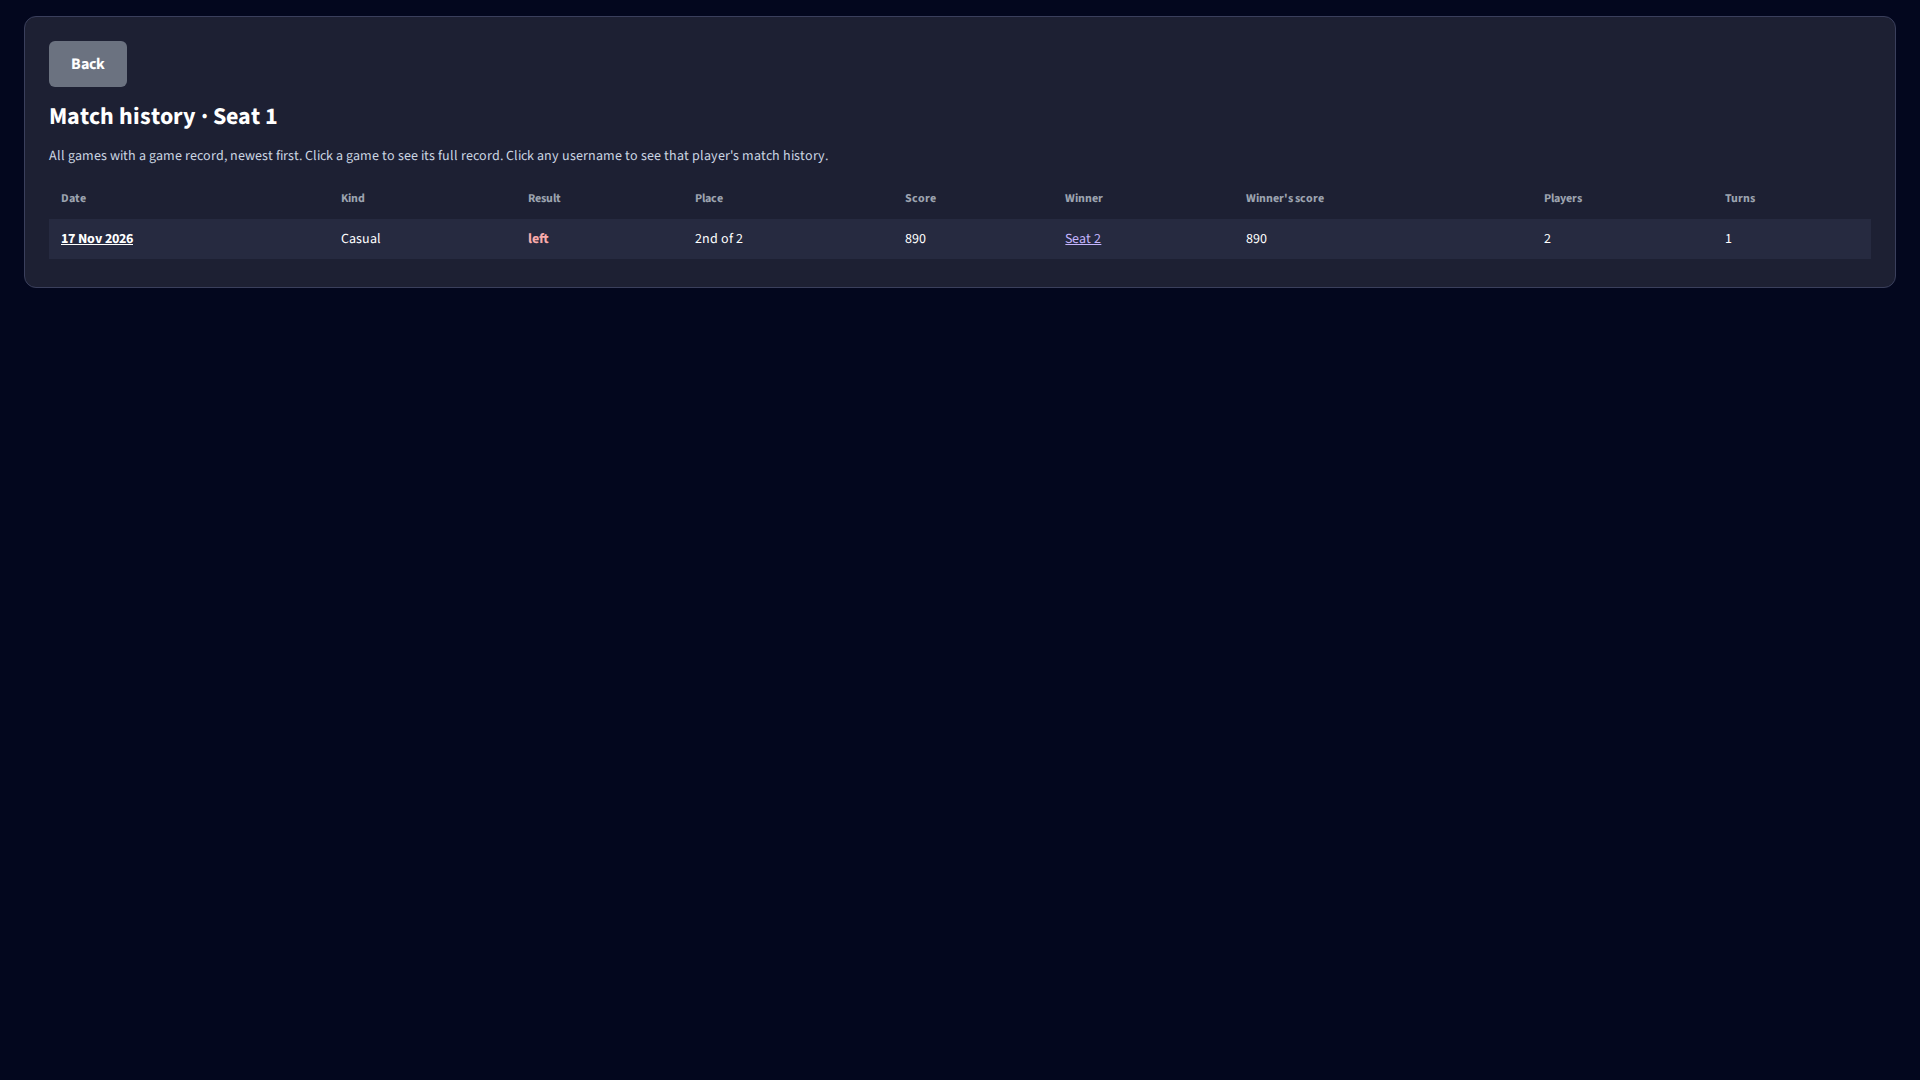 Back
Match history · Seat 1
All games with a game record, newest first. Click a game to see its full record. Click any username to see that player's match history.
Date Kind Result Place Score Winner Winner's score Players Turns
17 Nov 2026 Casual left 2nd of 2 890 Seat 2 890 2 1